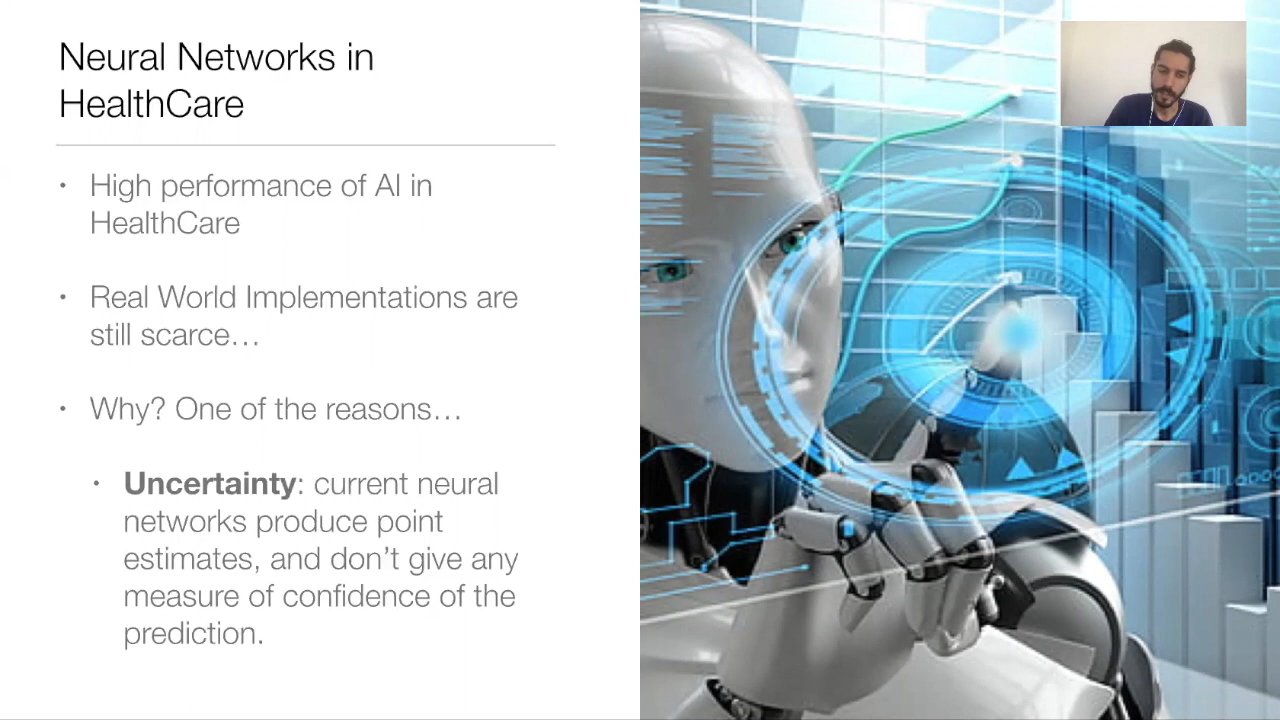 Neural Networks in
HealthCare
• High performance of AI in
HealthCare
• Real World Implementations are
still scarce…
• Why? One of the reasons…
• Uncertainty: current neural
networks produce point
estimates, and don’t give any
measure of confidence of the
prediction.